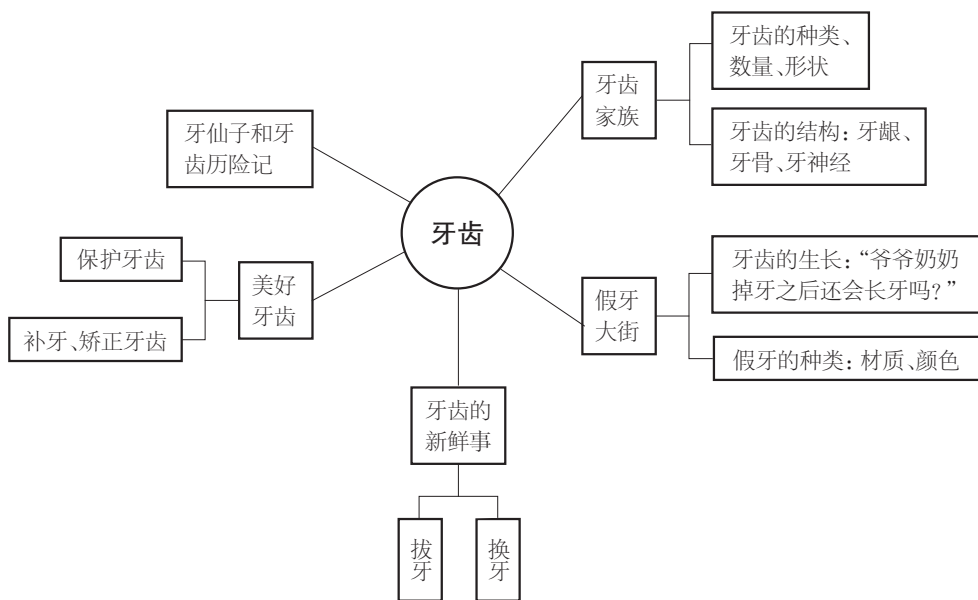 牙齿的种类、
数量、形状
牙齿
家族
牙齿的结构：牙龈、
牙骨、牙神经
牙仙子和牙
齿历险记
牙齿
保护牙齿
美好
牙齿
补牙、矫正牙齿
牙齿的生长：“爷爷奶奶
掉牙之后还会长牙吗？”
假牙
大街
假牙的种类：材质、颜色
牙齿的
新鲜事
拔牙
换牙